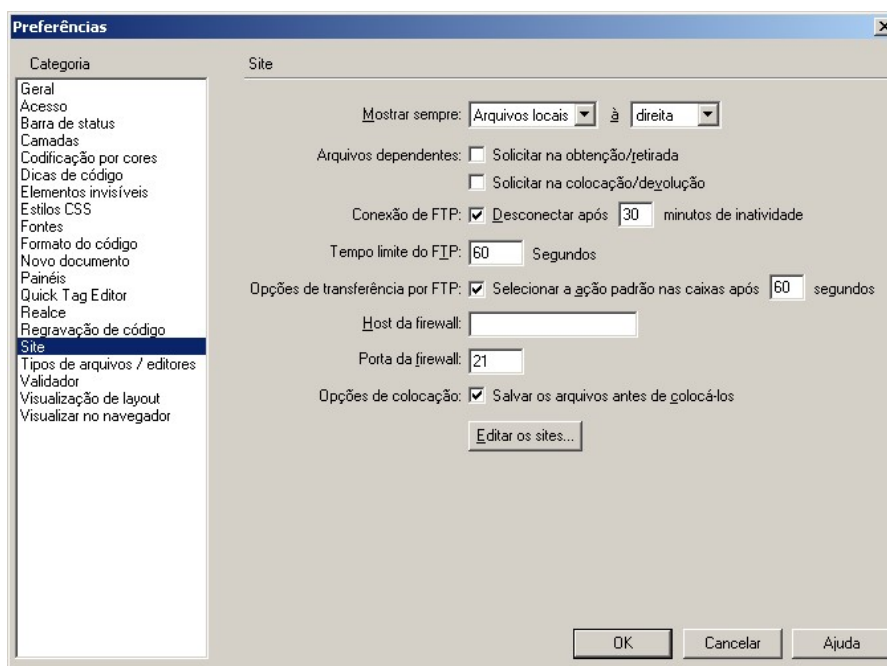 Preferências
Categoria
Geral
Acesso
Barra de status
Camadas
Codificação por cores
Dicas de código
Elementos invisíveis
Estilos CSS
Fontes
Formato do código
Novo documento
Painéis
Quick Tag Editor
Realce
Regravação de código
Site
Tipos de arquivos / editores
Validador
Visualização de layout
Visualizar no navegador
Site
Mostrar sempre: Arquivos locais à direita
Arquivos dependentes: Solicitar na obtenção/retirada
Solicitar na colocação/devolução
Conexão de FTP: Desconectar após 30 minutos de inatividade
Tempo limite do FTP: 60 Segundos
Opções de transferência por FTP: Selecionar a ação padrão nas caixas após 60 segundos
Host da firewall:
Porta da firewall: 21
Opções de colocação: Salvar os arquivos antes de colocá-los
Editar os sites...
OK Cancelar Ajuda